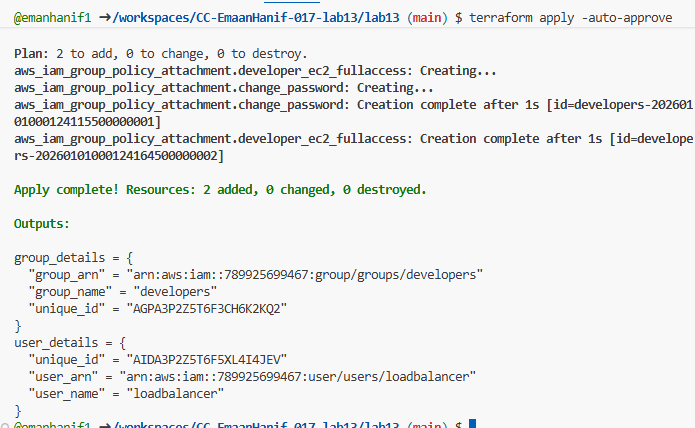 @emanhanif1 ➜/workspaces/CC-EmaanHanif-017-lab13/lab13 (main) $ terraform apply -auto-approve
Plan: 2 to add, 0 to change, 0 to destroy.
aws_iam_group_policy_attachment.developer_ec2_fullaccess: Creating...
aws_iam_group_policy_attachment.change_password: Creating...
aws_iam_group_policy_attachment.change_password: Creation complete after 1s [id=developers-202601
01000124115500000001]
aws_iam_group_policy_attachment.developer_ec2_fullaccess: Creation complete after 1s [id=develope
rs-20260101000124164500000002]
Apply complete! Resources: 2 added, 0 changed, 0 destroyed.
Outputs:
group_details = {
"group_arn" = "arn:aws:iam::789925699467:group/groups/developers"
"group_name" = "developers"
"unique_id" = "AGPA3P2Z5T6F3CH6K2KQ2"
}
user_details = {
"unique_id" = "AIDA3P2Z5T6F5XL4I4JEV"
"user_arn" = "arn:aws:iam::789925699467:user/users/loadbalancer"
"user_name" = "loadbalancer"
}
@emanhanif1 ➜/workspaces/CC-EmaanHanif-017-lab13/lab13 (main) $